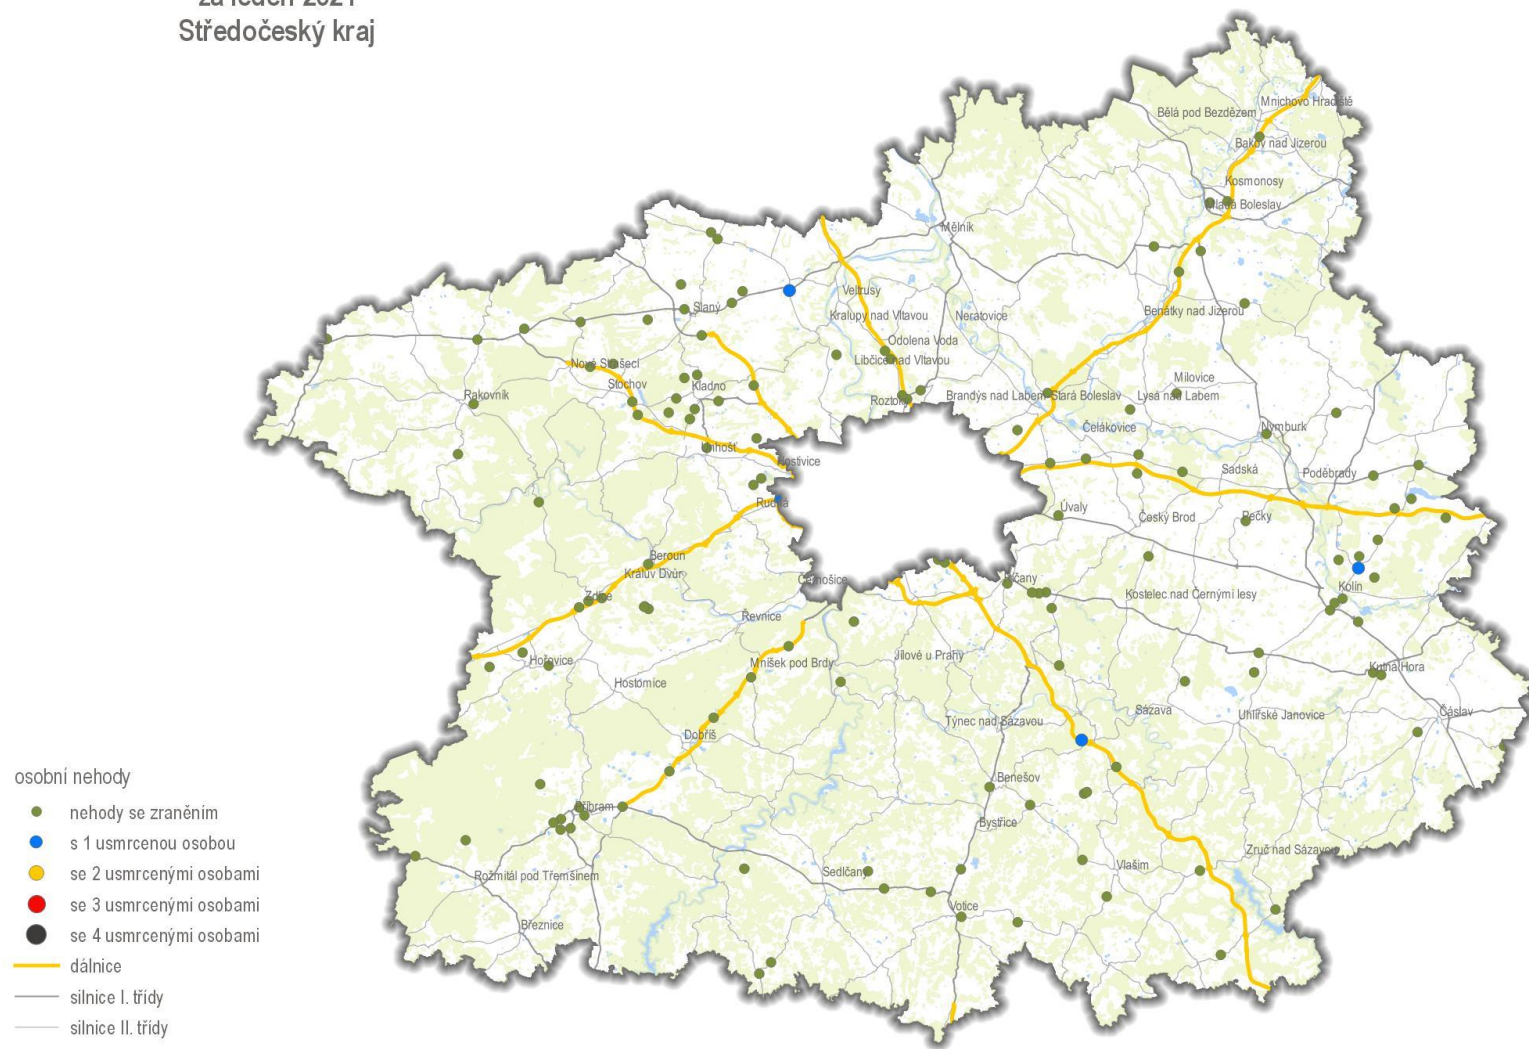 za leden 2021
Středočeský kraj
Mnichovo Hradiště
Bělá pod Bezdězem
Bakov nad Jizerou
Kosmonosy
Mladá Boleslav
Mělník
Veltrusy
Slaný
Kralupy nad Vltavou
Neratovice
Benátky nad Jizerou
Odolena Voda
Libčice nad Vltavou
Nové Strašecí
Stochov
Kladno
Milovice
Rakovník
Roztoky
Brandýs nad Labem-Stará Boleslav
Lysá nad Labem
Čelákovice
Nymburk
Unhošť
Hostivice
Sadská
Poděbrady
Rudná
Úvaly
Český Brod
Pečky
Beroun
Králův Dvůr
Černošice
Říčany
Kolín
Zdice
Kostelec nad Černými lesy
Řevnice
Hořovice
Mníšek pod Brdy
Jílové u Prahy
Kutná Hora
Hostomice
Sázava
Uhlířské Janovice
Čáslav
Týnec nad Sázavou
Dobříš
Benešov
Příbram
Bystřice
Zruč nad Sázavou
Vlašim
Rožmitál pod Třemšínem
Sedlčany
Votice
Březnice
osobní nehody
nehody se zraněním
s 1 usmrcenou osobou
se 2 usmrcenými osobami
se 3 usmrcenými osobami
se 4 usmrcenými osobami
dálnice
silnice I. třídy
silnice II. třídy